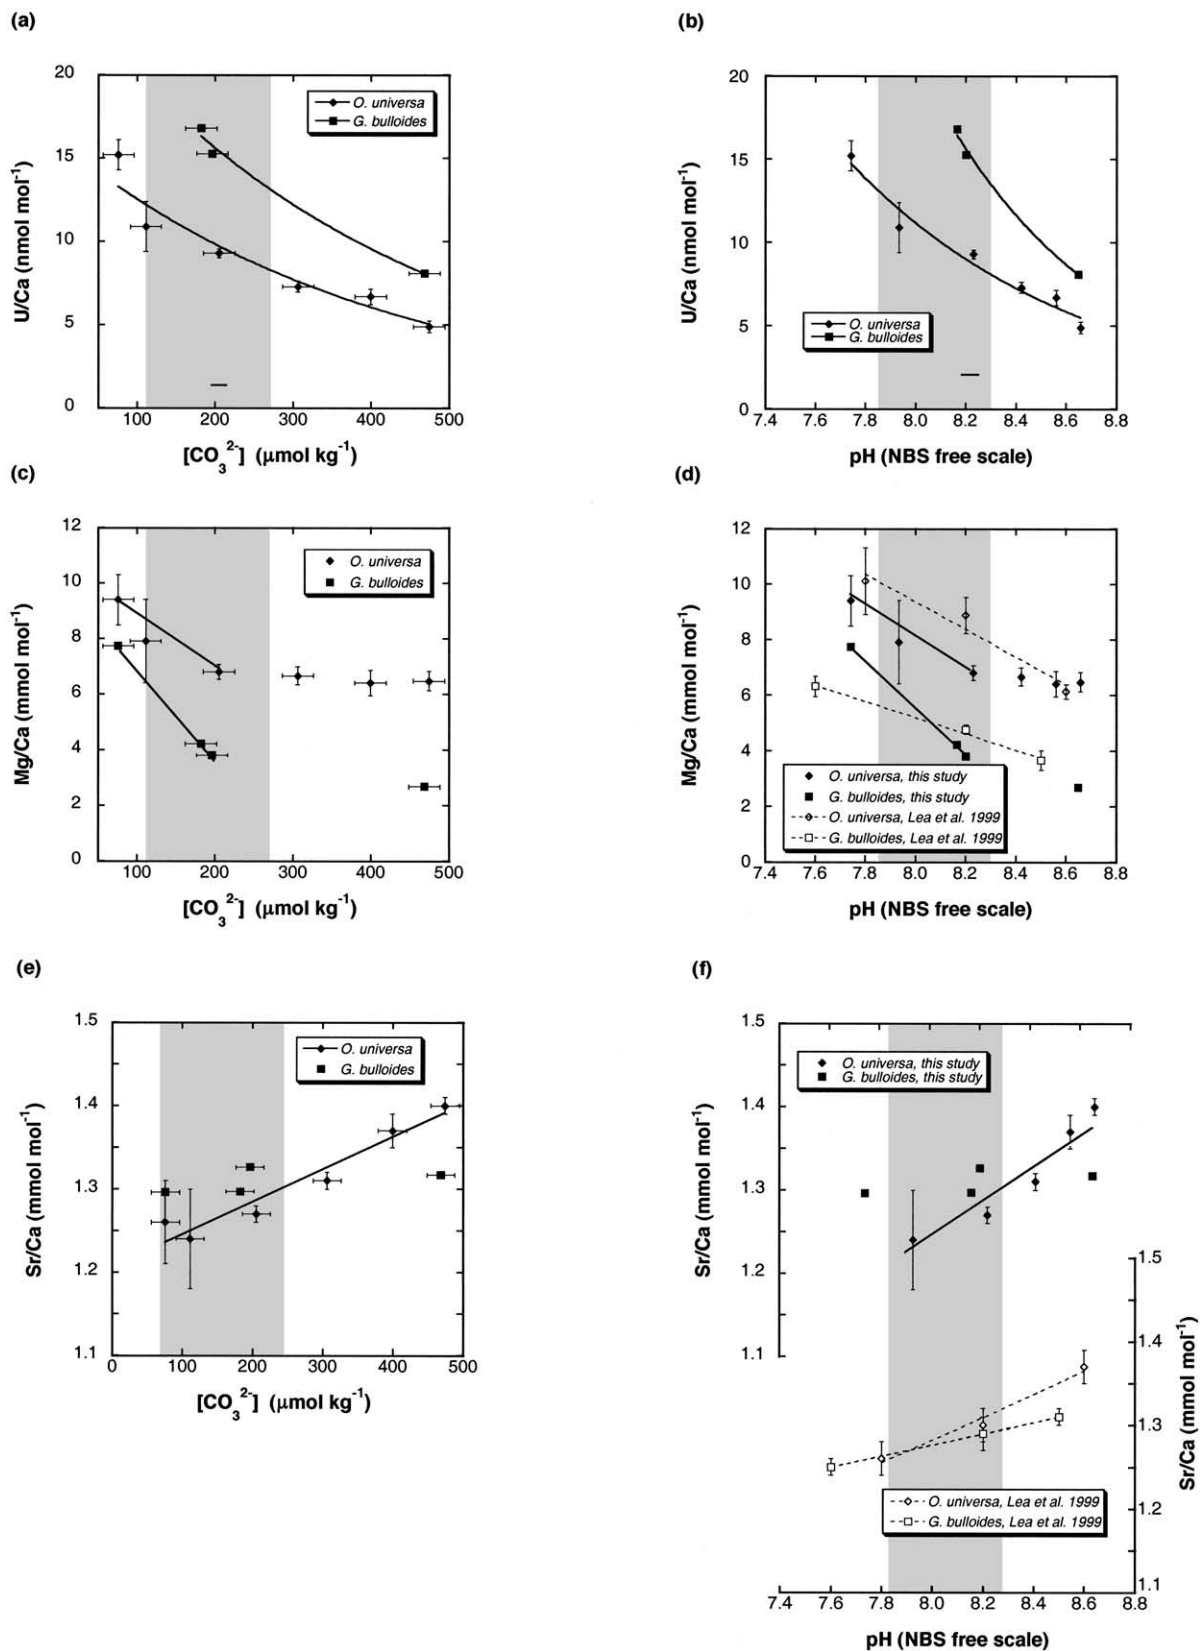 (a)
20
15
10
5
0
U/Ca (nmol mol⁻¹)
O. universa
G. bulloides
100 200 300 400 500
[CO₃²⁻] (μmol kg⁻¹)
(b)
20
15
10
5
0
U/Ca (nmol mol⁻¹)
O. universa
G. bulloides
7.4 7.6 7.8 8.0 8.2 8.4 8.6 8.8
pH (NBS free scale)
(c)
12
10
8
6
4
2
0
Mg/Ca (mmol mol⁻¹)
O. universa
G. bulloides
100 200 300 400 500
[CO₃²⁻] (μmol kg⁻¹)
(d)
12
10
8
6
4
2
0
Mg/Ca (mmol mol⁻¹)
O. universa, this study
G. bulloides, this study
O. universa, Lea et al. 1999
G. bulloides, Lea et al. 1999
7.4 7.6 7.8 8.0 8.2 8.4 8.6 8.8
pH (NBS free scale)
(e)
1.5
1.4
1.3
1.2
1.1
Sr/Ca (mmol mol⁻¹)
O. universa
G. bulloides
0 100 200 300 400 500
[CO₃²⁻] (μmol kg⁻¹)
(f)
1.5
1.4
1.3
1.2
1.1
Sr/Ca (mmol mol⁻¹)
O. universa, this study
G. bulloides, this study
1.5
1.4
1.3
1.2
1.1
Sr/Ca (mmol mol⁻¹)
O. universa, Lea et al. 1999
G. bulloides, Lea et al. 1999
7.4 7.6 7.8 8.0 8.2 8.4 8.6 8.8
pH (NBS free scale)